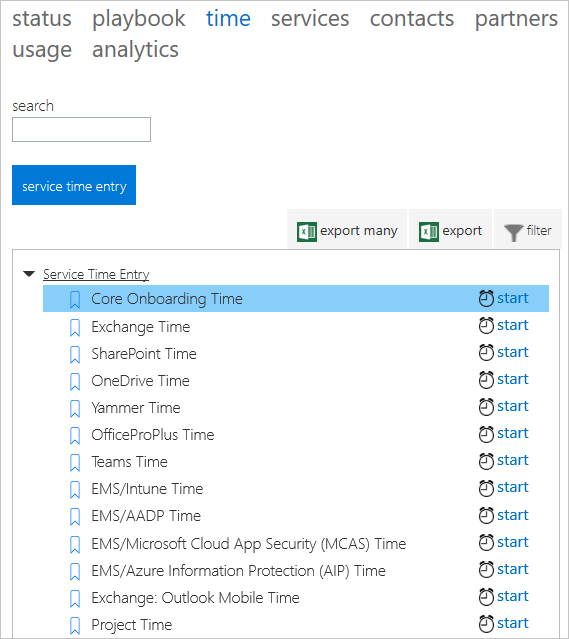 status playbook time services contacts partners
usage analytics
search
service time entry
export many export filter
Service Time Entry
Core Onboarding Time start
Exchange Time start
SharePoint Time start
OneDrive Time start
Yammer Time start
OfficeProPlus Time start
Teams Time start
EMS/Intune Time start
EMS/AADP Time start
EMS/Microsoft Cloud App Security (MCAS) Time start
EMS/Azure Information Protection (AIP) Time start
Exchange: Outlook Mobile Time start
Project Time start